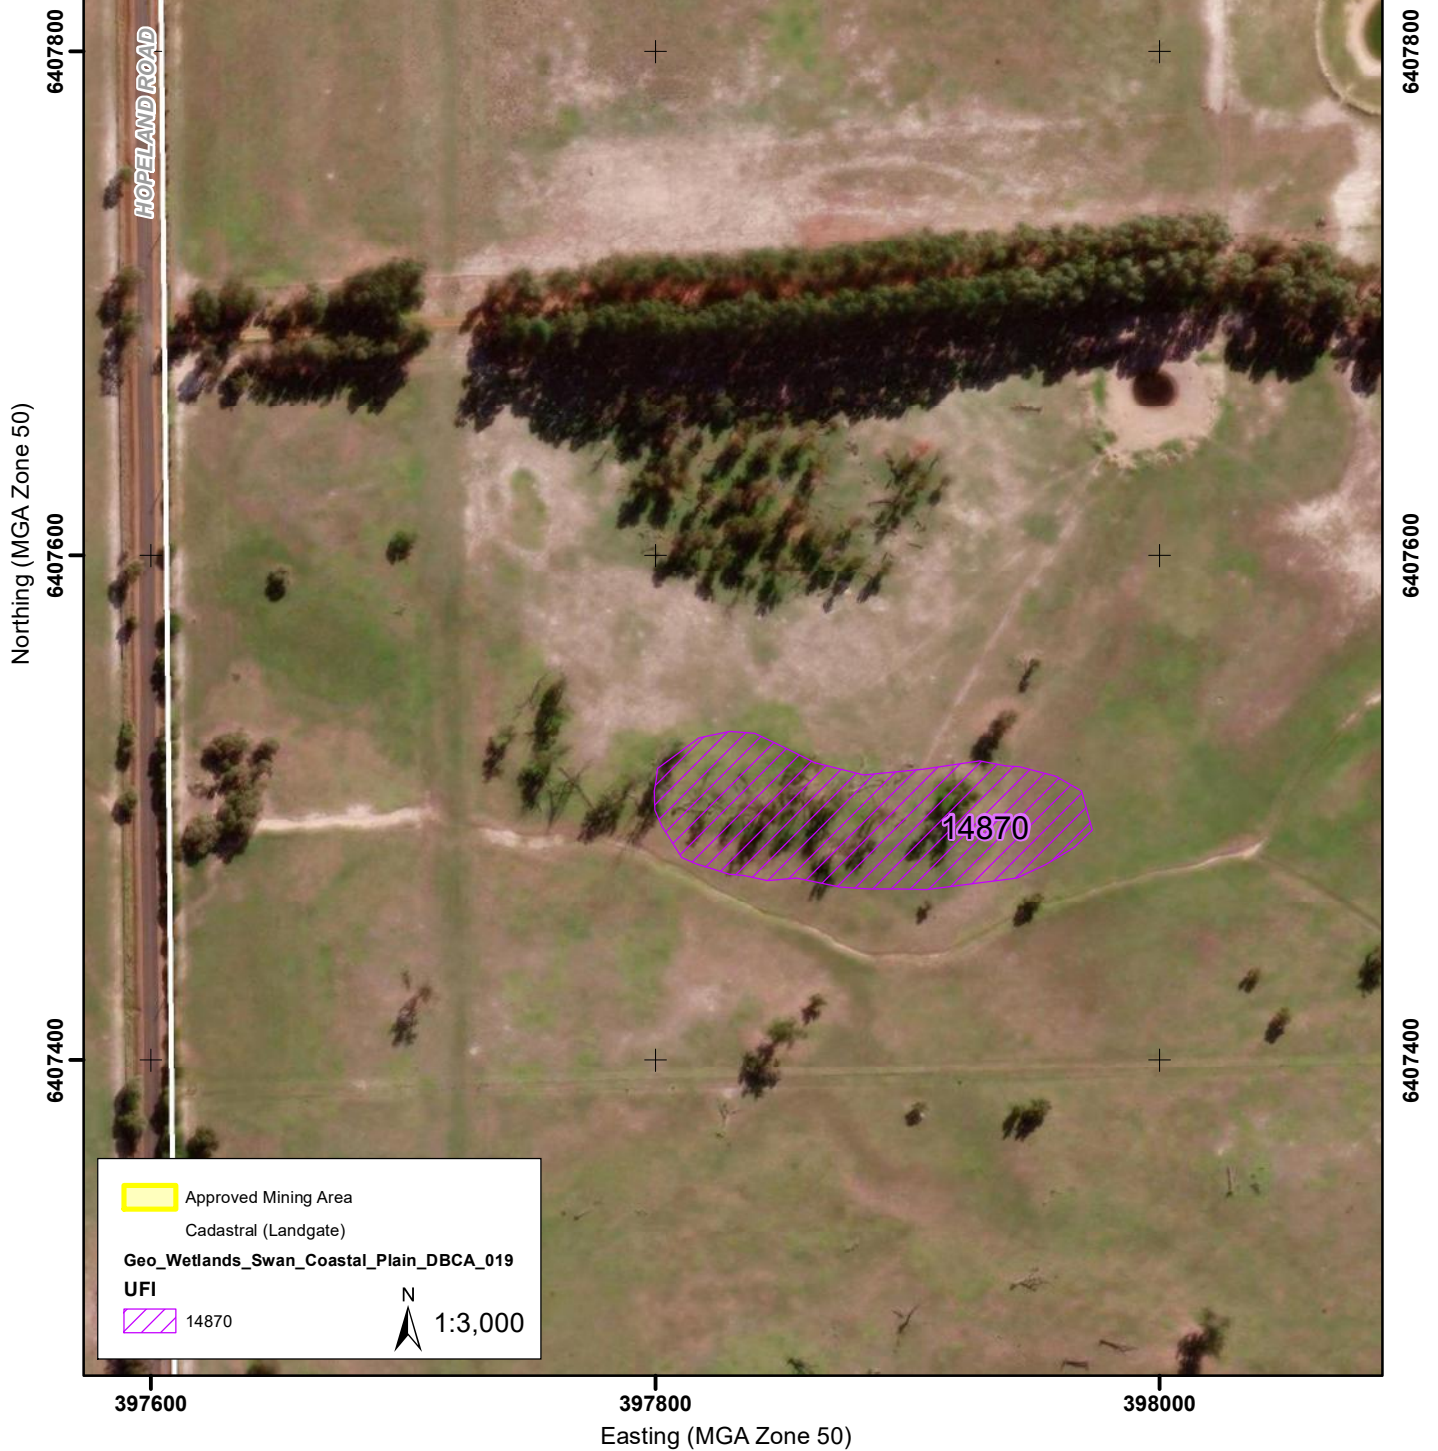 6407800
6407800
HOPELAND ROAD
6407600
6407600
Northing (MGA Zone 50)
14870
6407400
6407400
Approved Mining Area
Cadastral (Landgate)
Geo_Wetlands_Swan_Coastal_Plain_DBCA_019
UFI
14870
N
1:3,000
397600
397800
398000
Easting (MGA Zone 50)